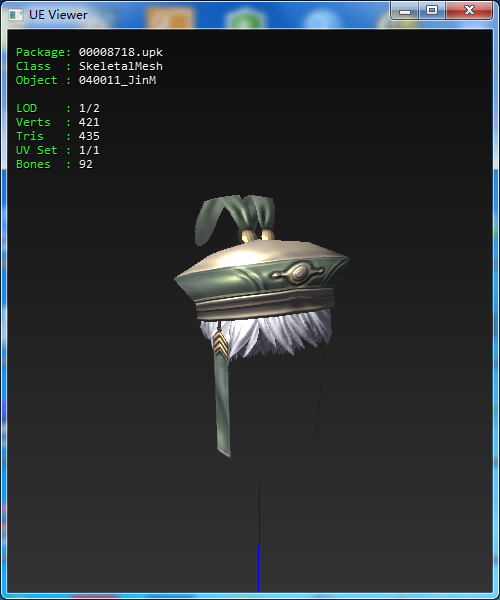 UE Viewer
Package: 00008718.upk
Class : SkeletalMesh
Object : 040011_JinM
LOD : 1/2
Verts : 421
Tris : 435
UV Set : 1/1
Bones : 92